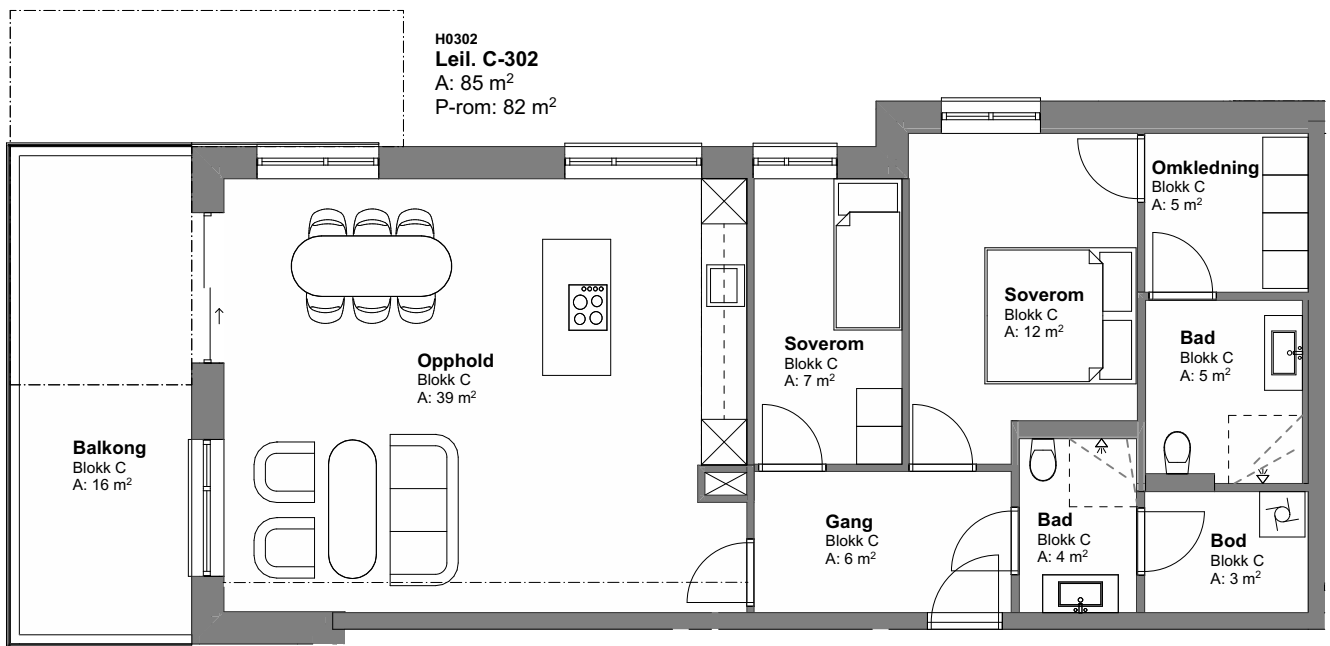 H0302
Leil. C-302
A: 85 m²
P-rom: 82 m²
Omkledning
Blokk C
A: 5 m²
Soverom
Blokk C
A: 12 m²
Bad
Blokk C
A: 5 m²
Soverom
Blokk C
A: 7 m²
Opphold
Blokk C
A: 39 m²
Balkong
Blokk C
A: 16 m²
Gang
Blokk C
A: 6 m²
Bad
Blokk C
A: 4 m²
Bod
Blokk C
A: 3 m²